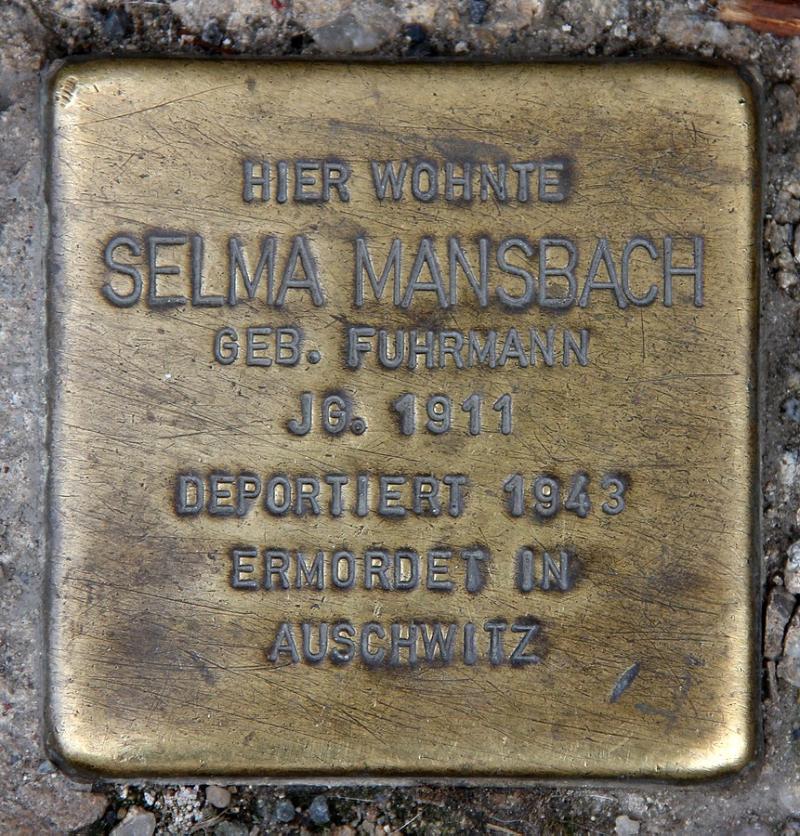 HIER WOHNTE
SELMA MANSBACH
GEB. FUHRMANN
JG. 1911
DEPORTIERT 1943
ERMORDET IN
AUSCHWITZ